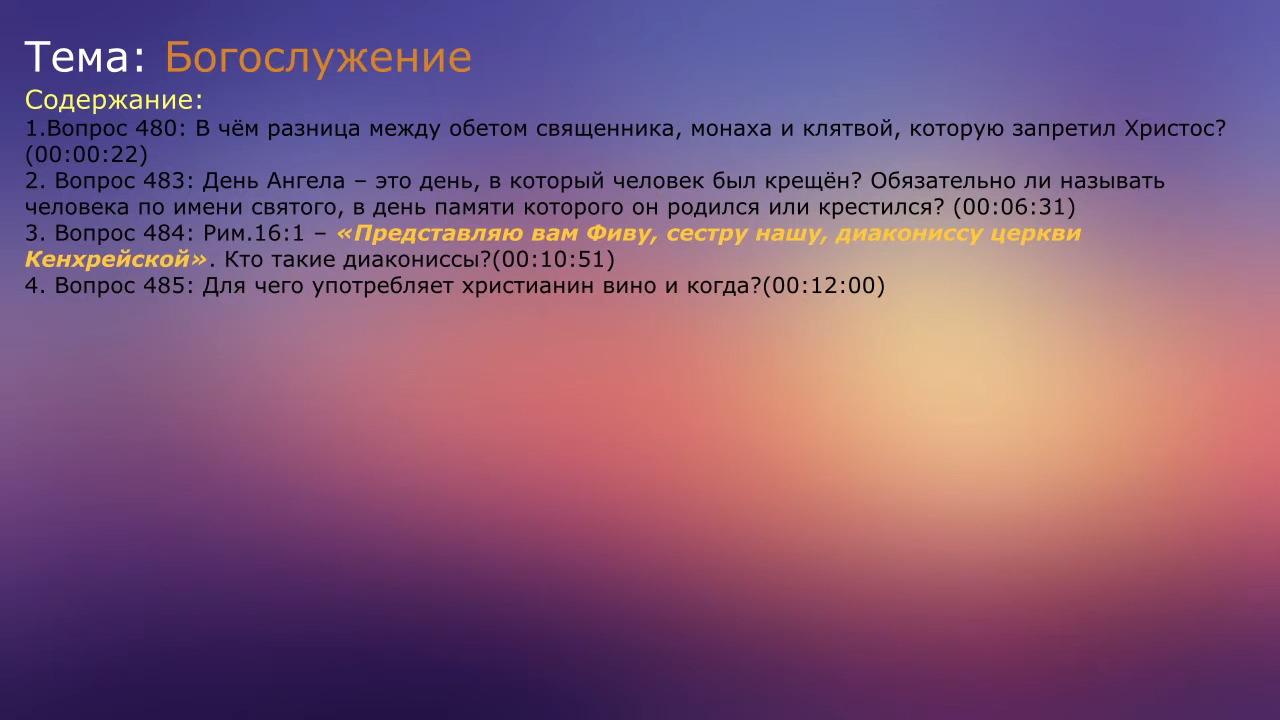 Тема: Богослужение
Содержание:
1.Вопрос 480: В чём разница между обетом священника, монаха и клятвой, которую запретил Христос?
(00:00:22)
2. Вопрос 483: День Ангела – это день, в который человек был крещён? Обязательно ли называть
человека по имени святого, в день памяти которого он родился или крестился? (00:06:31)
3. Вопрос 484: Рим.16:1 – «Представляю вам Фиву, сестру нашу, диакониссу церкви
Кенхрейской». Кто такие диакониссы?(00:10:51)
4. Вопрос 485: Для чего употребляет христианин вино и когда?(00:12:00)